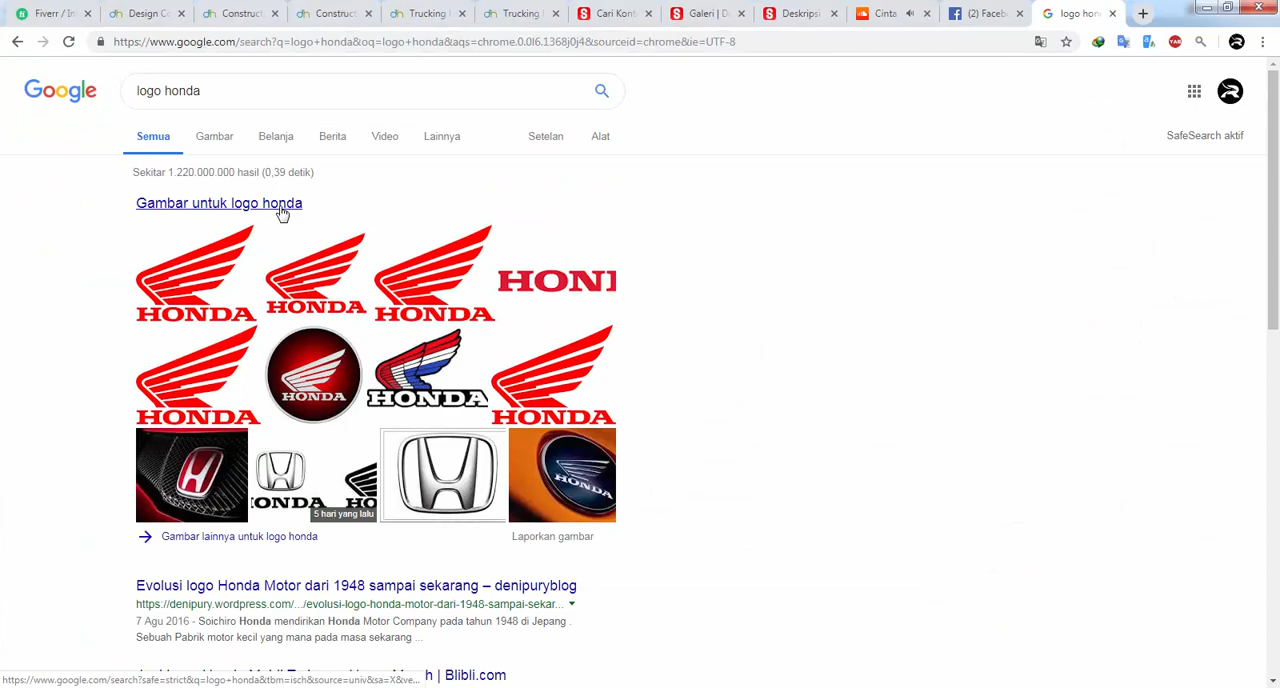 Fiverr / In
Design C
Construct
Construct
Trucking
Trucking
Cari Kont
Galeri | D
Deskripsi
Cinta
(2) Faceb
logo hon
https://www.google.com/search?q=logo+honda&oq=logo+honda&aqs=chrome.0.0l6.1368j0j4&sourceid=chrome&ie=UTF-8
Google
logo honda
Semua Gambar Belanja Berita Video Lainnya Setelan Alat
SafeSearch aktif
Sekitar 1.220.000.000 hasil (0,39 detik)
Gambar untuk logo honda
HONDA HONDA HONDA HON
HONDA HONDA HONDA HONDA
HONDA
HONDA
5 hari yang lalu
Gambar lainnya untuk logo honda Laporkan gambar
Evolusi logo Honda Motor dari 1948 sampai sekarang – denipuryblog
https://denipury.wordpress.com/.../evolusi-logo-honda-motor-dari-1948-sampai-sekar...
7 Agu 2016 - Soichiro Honda mendirikan Honda Motor Company pada tahun 1948 di Jepang .
Sebuah Pabrik motor kecil yang mana pada masa sekarang ...
h | Blibli.com
https://www.google.com/search?safe=strict&q=logo+honda&tbm=isch&source=univ&sa=X&ve...